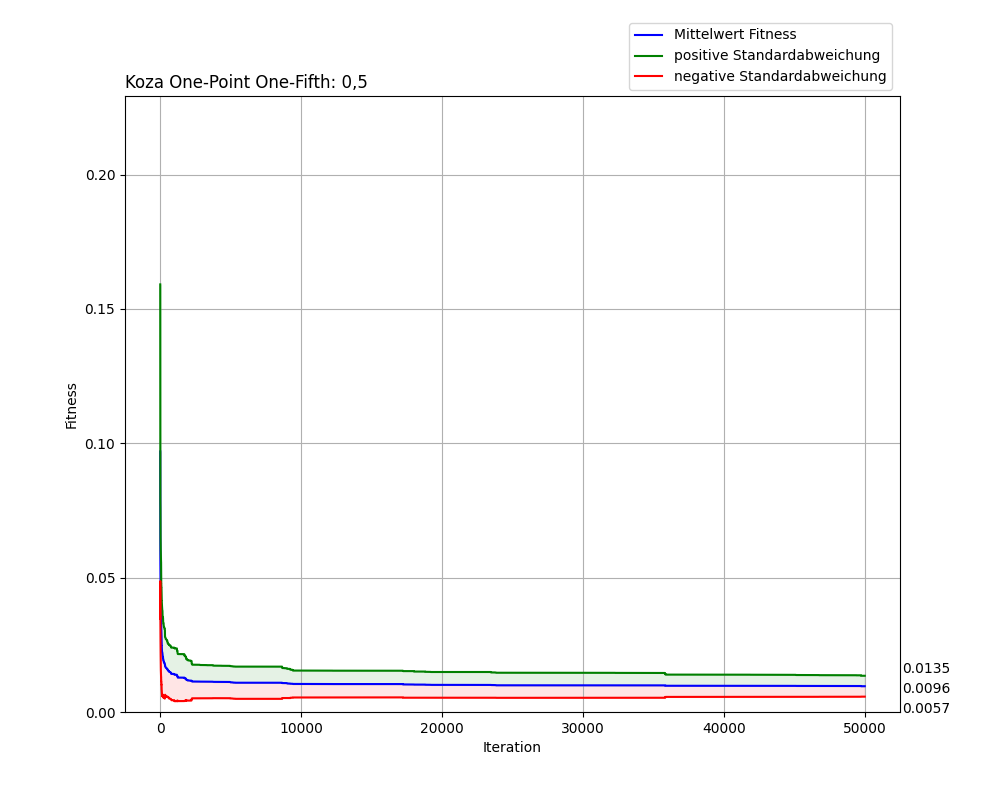 Mittelwert Fitness
positive Standardabweichung
negative Standardabweichung
Koza One-Point One-Fifth: 0,5
0.20
0.15
0.10
0.05
0.00
Fitness
0.0135
0.0096
0.0057
0 10000 20000 30000 40000 50000
Iteration